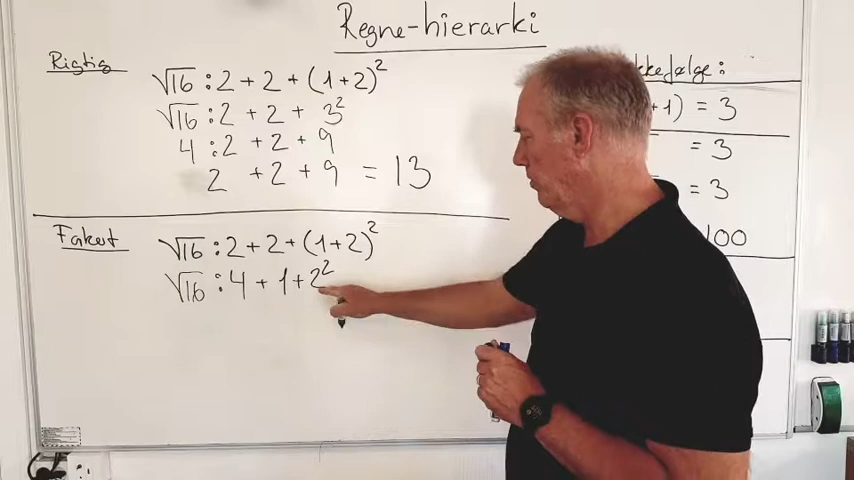 Regne-hierarki
Rigtig
√16 : 2 + 2 + (1+2)²
√16 : 2 + 2 + 3²
4 : 2 + 2 + 9
2 + 2 + 9 = 13
Fakert
√16 : 2 + 2 + (1+2)²
√16 : 4 + 1 + 2²
kkefølge :
+1) = 3
= 3
= 3
100